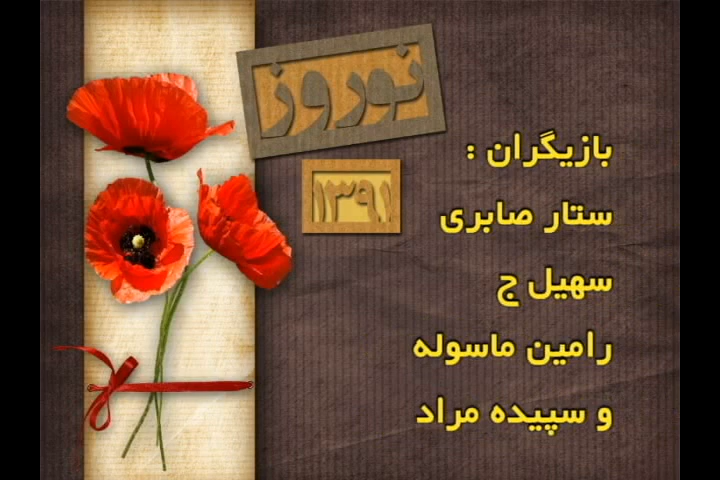 نوروز
۱۳۹۱
بازیگران :
ستار صابری
سهیل ج
رامین ماسوله
و سپیده مراد